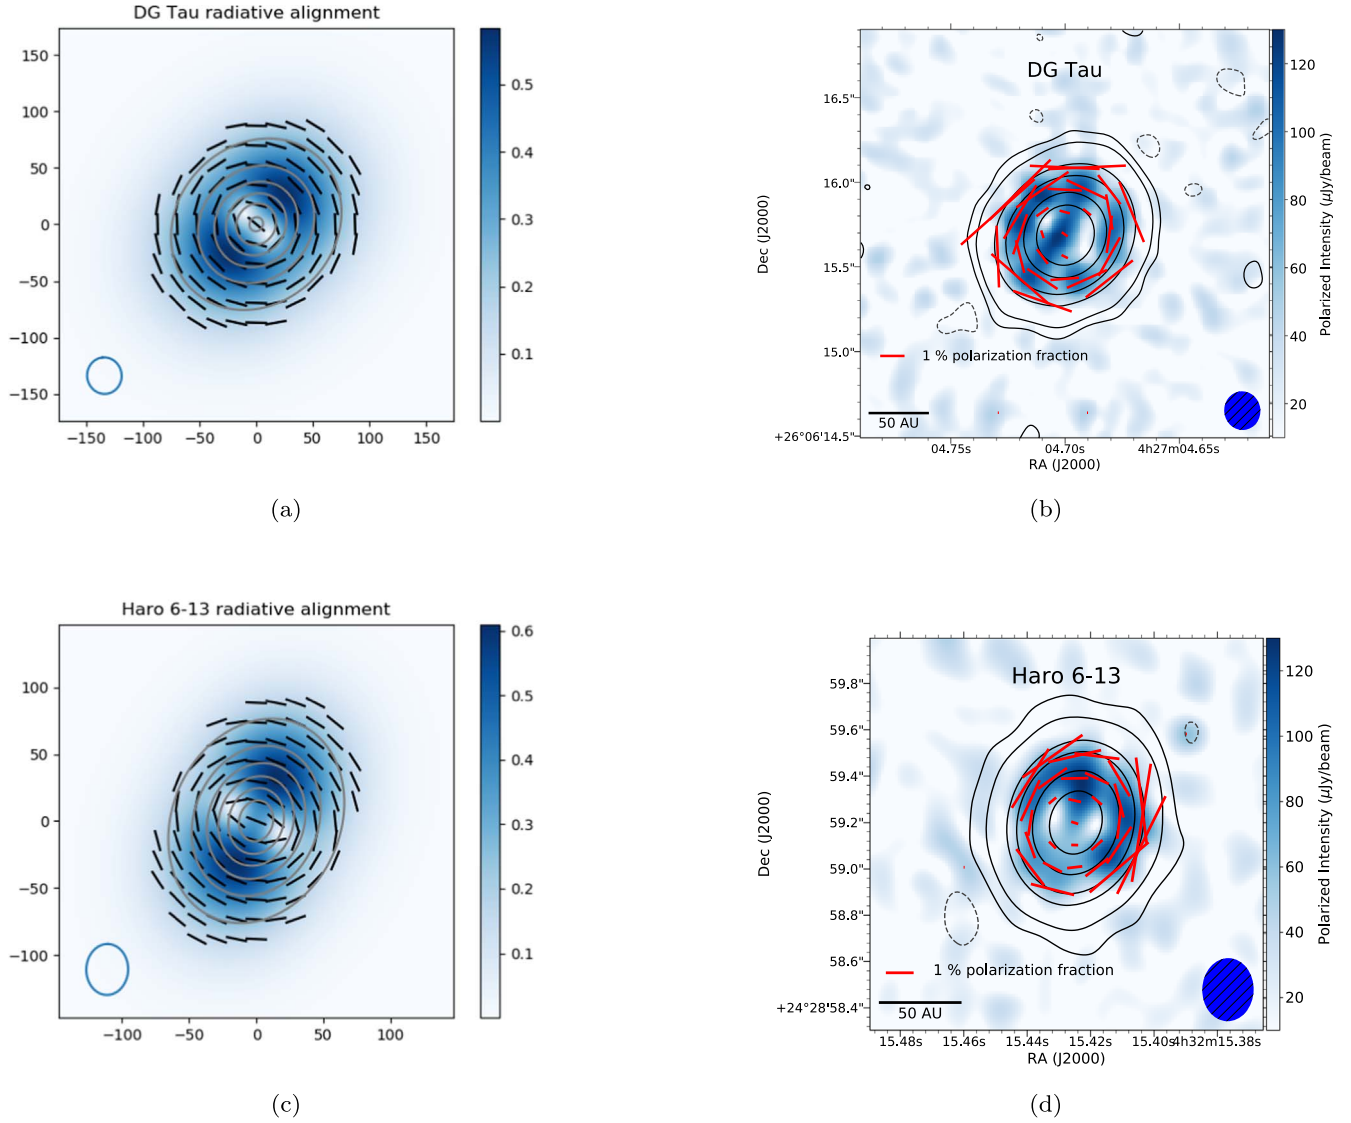 DG Tau radiative alignment
150
100
50
0
−50
−100
−150
−150 −100 −50 0 50 100 150
0.5
0.4
0.3
0.2
0.1
(a)
DG Tau
Dec (J2000)
16.5"
16.0"
15.5"
15.0"
+26°06'14.5"
1 % polarization fraction
50 AU
04.75s 04.70s 4h27m04.65s
RA (J2000)
120
100
80
60
40
20
Polarized Intensity (μJy/beam)
(b)
Haro 6-13 radiative alignment
100
50
0
−50
−100
−100 −50 0 50 100
0.6
0.5
0.4
0.3
0.2
0.1
(c)
Haro 6-13
Dec (J2000)
59.8"
59.6"
59.4"
59.2"
59.0"
58.8"
58.6"
+24°28'58.4"
1 % polarization fraction
50 AU
15.48s 15.46s 15.44s 15.42s 15.40s 4h32m15.38s
RA (J2000)
120
100
80
60
40
20
Polarized Intensity (μJy/beam)
(d)